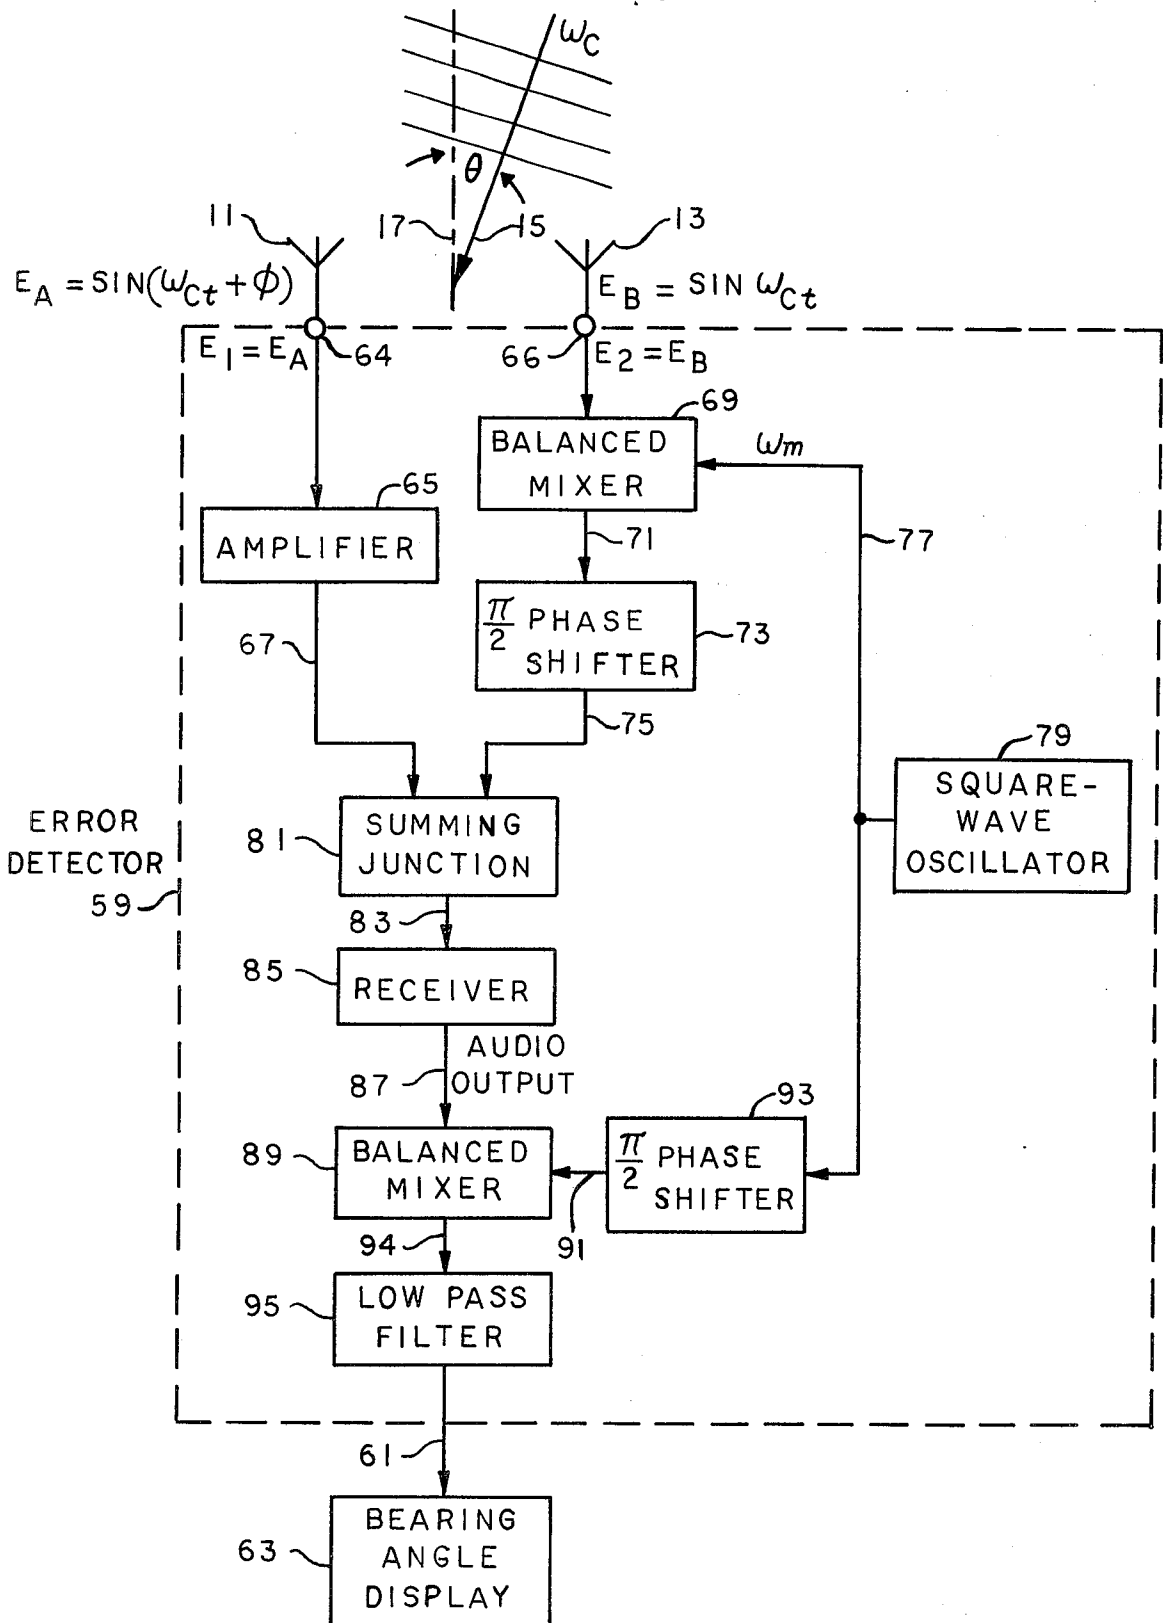 ωC
θ
11
17
15
13
EA = SIN(ωCt + ϕ)
EB = SIN ωCt
E1 = EA
64
66
E2 = EB
69
BALANCED
MIXER
ωm
65
AMPLIFIER
71
77
π/2 PHASE
SHIFTER
73
67
75
79
SQUARE-
WAVE
OSCILLATOR
SUMMING
JUNCTION
81
ERROR
DETECTOR
59
83
85
RECEIVER
AUDIO
OUTPUT
87
93
89
BALANCED
MIXER
π/2 PHASE
SHIFTER
91
94
95
LOW PASS
FILTER
61
63
BEARING
ANGLE
DISPLAY